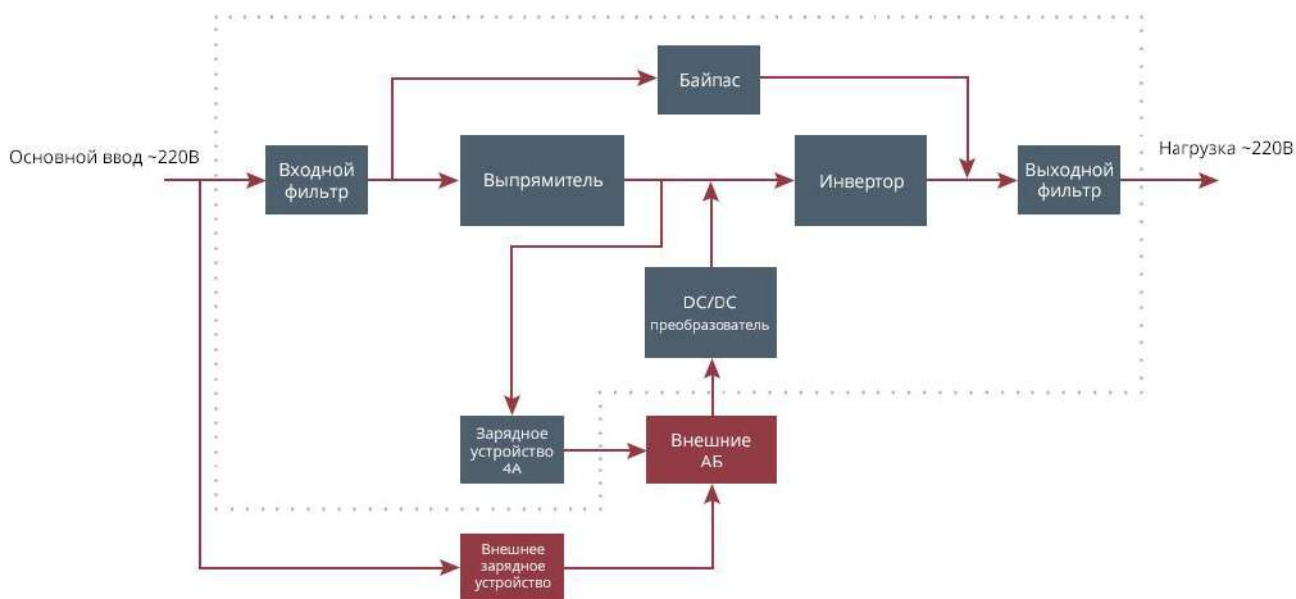 Байпас
Основной ввод ~220В
Входной
фильтр
Выпрямитель
Инвертор
Выходной
фильтр
Нагрузка ~220В
DC/DC
преобразователь
Зарядное
устройство
4А
Внешние
АБ
Внешнее
зарядное
устройство